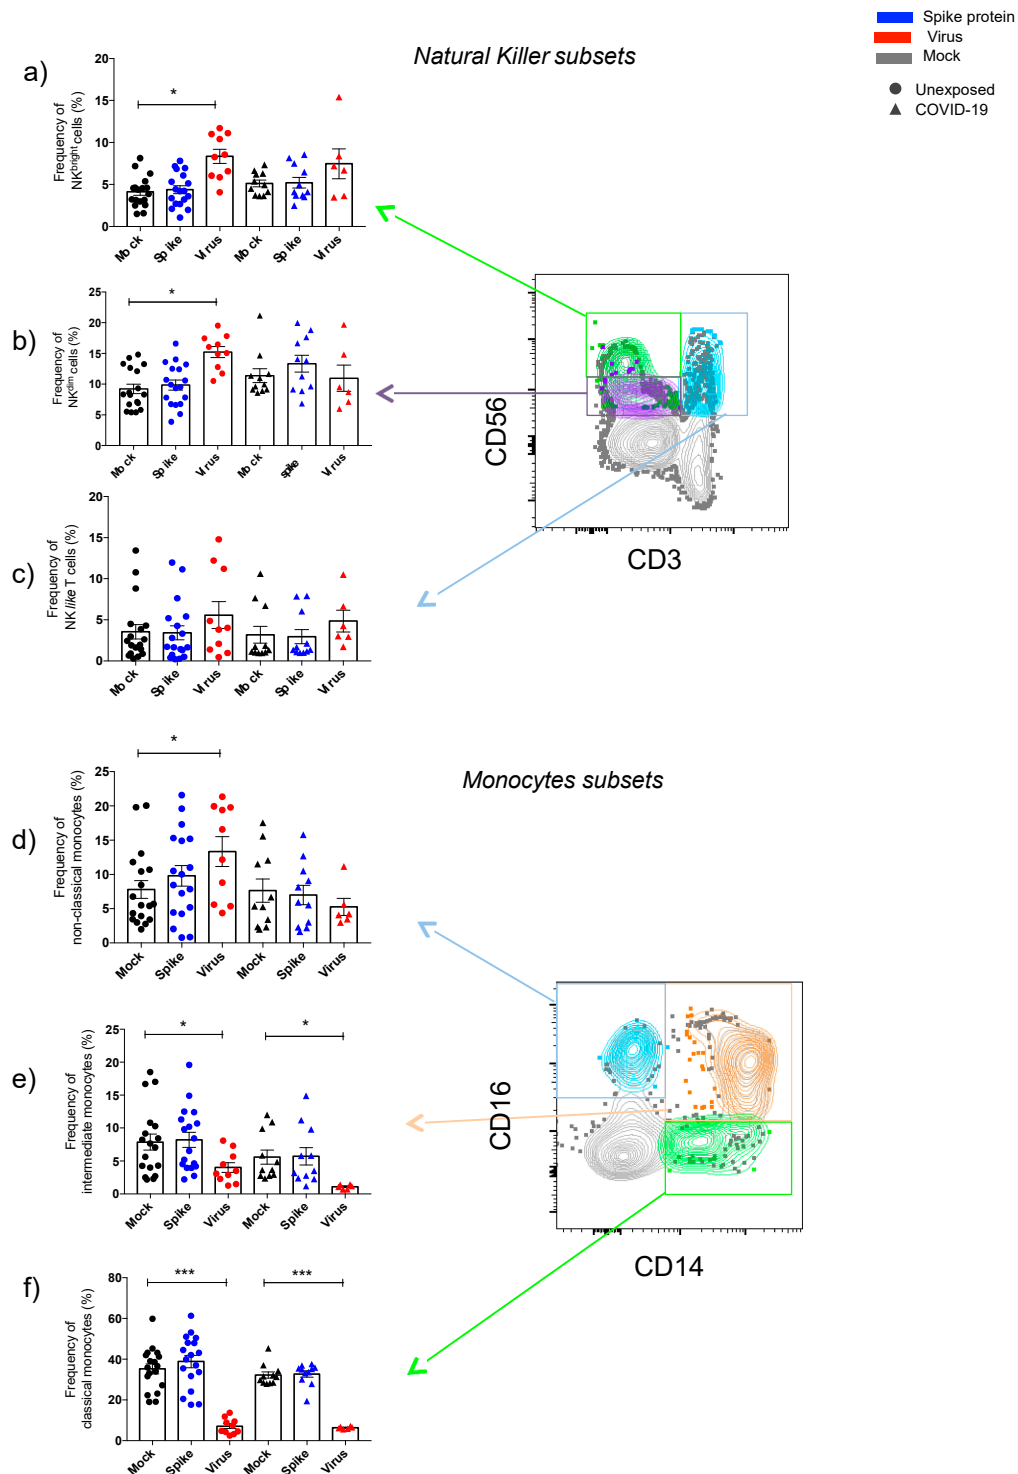 Spike protein
Virus
Mock
Unexposed
COVID-19
Natural Killer subsets
a)
Frequency of
NKbright cells (%)
20
15
10
5
0
*
Mock
Spike
Virus
Mock
Spike
Virus
b)
Frequency of
NKdim cells (%)
25
20
15
10
5
0
*
Mock
Spike
Virus
Mock
spike
Virus
CD56
CD3
c)
Frequency of
NK like T cells (%)
20
15
10
5
0
Mock
Spike
Virus
Mock
Spike
Virus
Monocytes subsets
d)
Frequency of
non-classical monocytes (%)
25
20
15
10
5
0
*
Mock
Spike
Virus
Mock
Spike
Virus
e)
Frequency of
intermediate monocytes (%)
25
20
15
10
5
0
*
*
Mock
Spike
Virus
Mock
Spike
Virus
CD16
CD14
f)
Frequency of
classical monocytes (%)
80
60
40
20
0
***
***
Mock
Spike
Virus
Mock
Spike
Virus